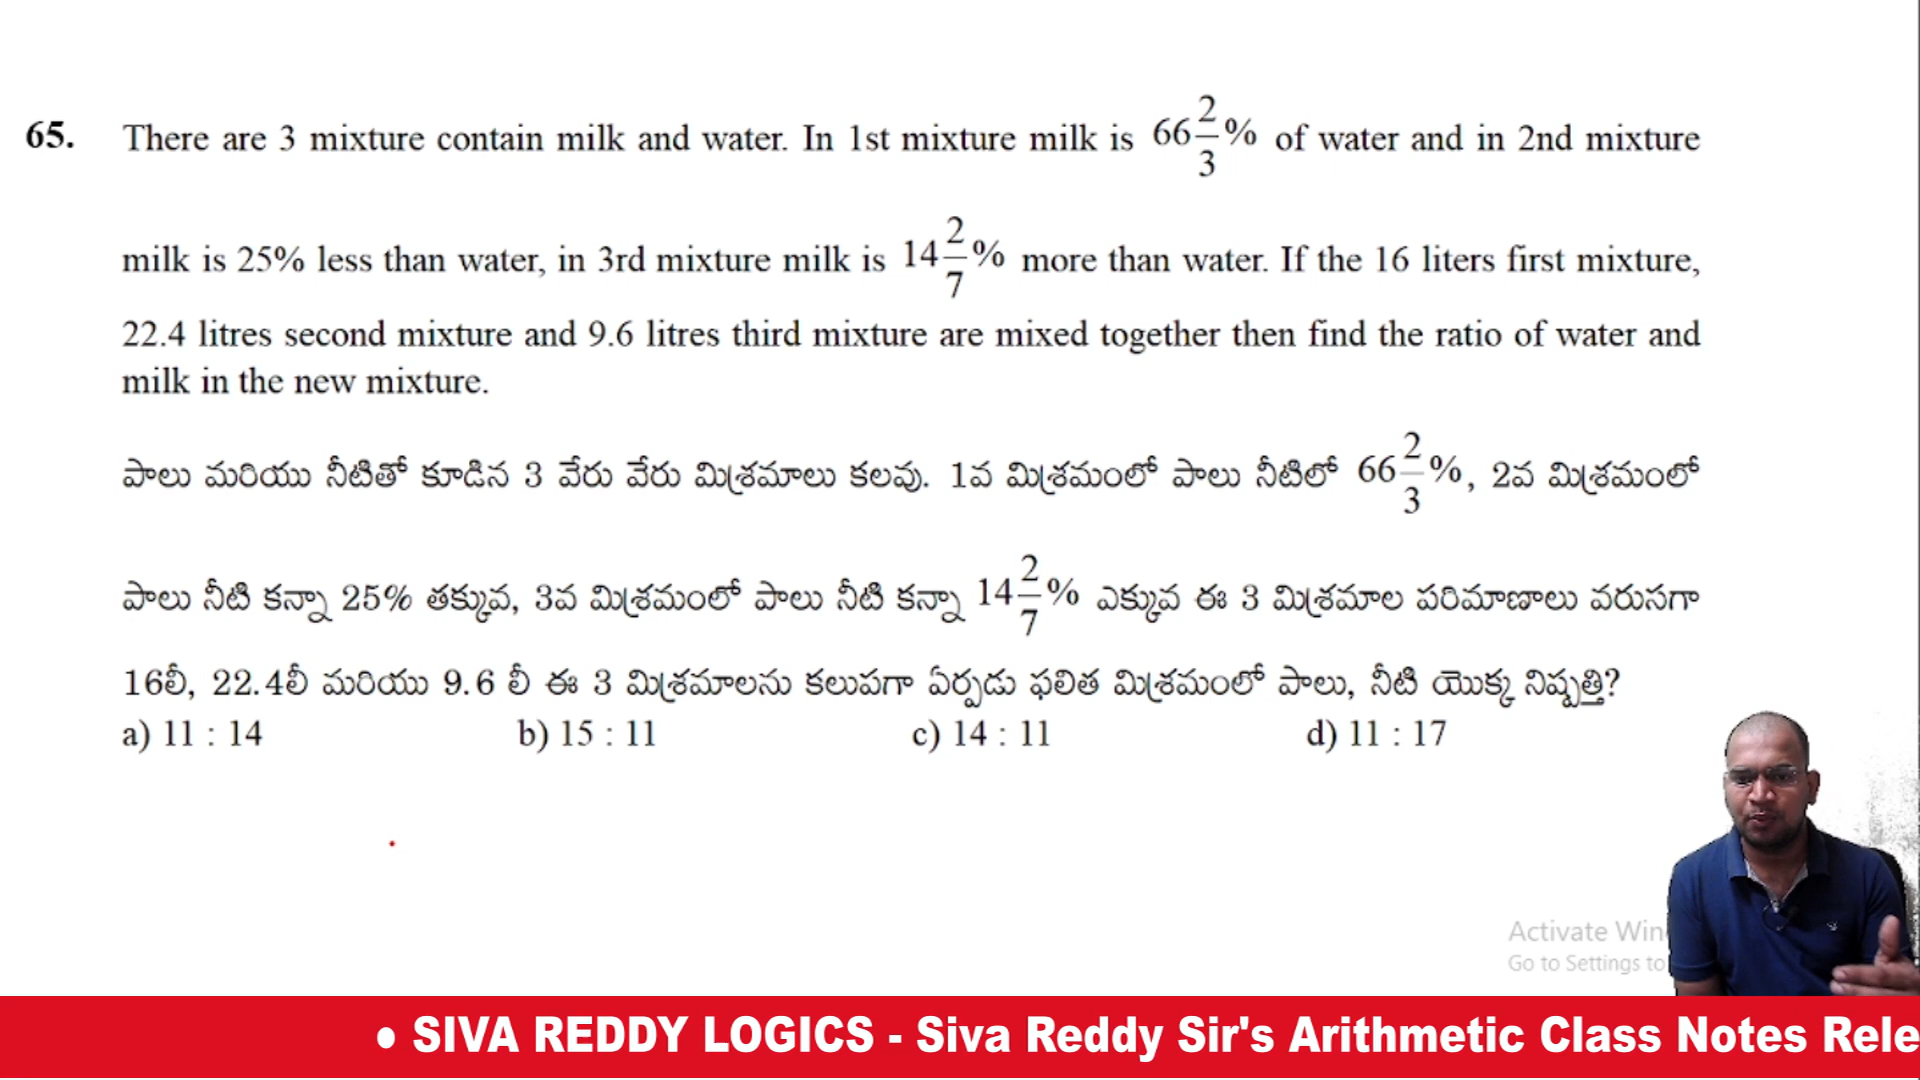 65. There are 3 mixture contain milk and water. In 1st mixture milk is 66 2/3% of water and in 2nd mixture
milk is 25% less than water, in 3rd mixture milk is 14 2/7% more than water. If the 16 liters first mixture,
22.4 litres second mixture and 9.6 litres third mixture are mixed together then find the ratio of water and
milk in the new mixture.
పాలు మరియు నీటితో కూడిన 3 వేరు వేరు మిశ్రమాలు కలవు. 1వ మిశ్రమంలో పాలు నీటిలో 66 2/3%, 2వ మిశ్రమంలో
పాలు నీటి కన్నా 25% తక్కువ, 3వ మిశ్రమంలో పాలు నీటి కన్నా 14 2/7% ఎక్కువ ఈ 3 మిశ్రమాల పరిమాణాలు వరుసగా
16లీ, 22.4లీ మరియు 9.6 లీ ఈ 3 మిశ్రమాలను కలుపగా ఏర్పడు ఫలిత మిశ్రమంలో పాలు, నీటి యొక్క నిష్పత్తి?
a) 11 : 14 b) 15 : 11 c) 14 : 11 d) 11 : 17
Activate Win
Go to Settings to
• SIVA REDDY LOGICS - Siva Reddy Sir's Arithmetic Class Notes Rele